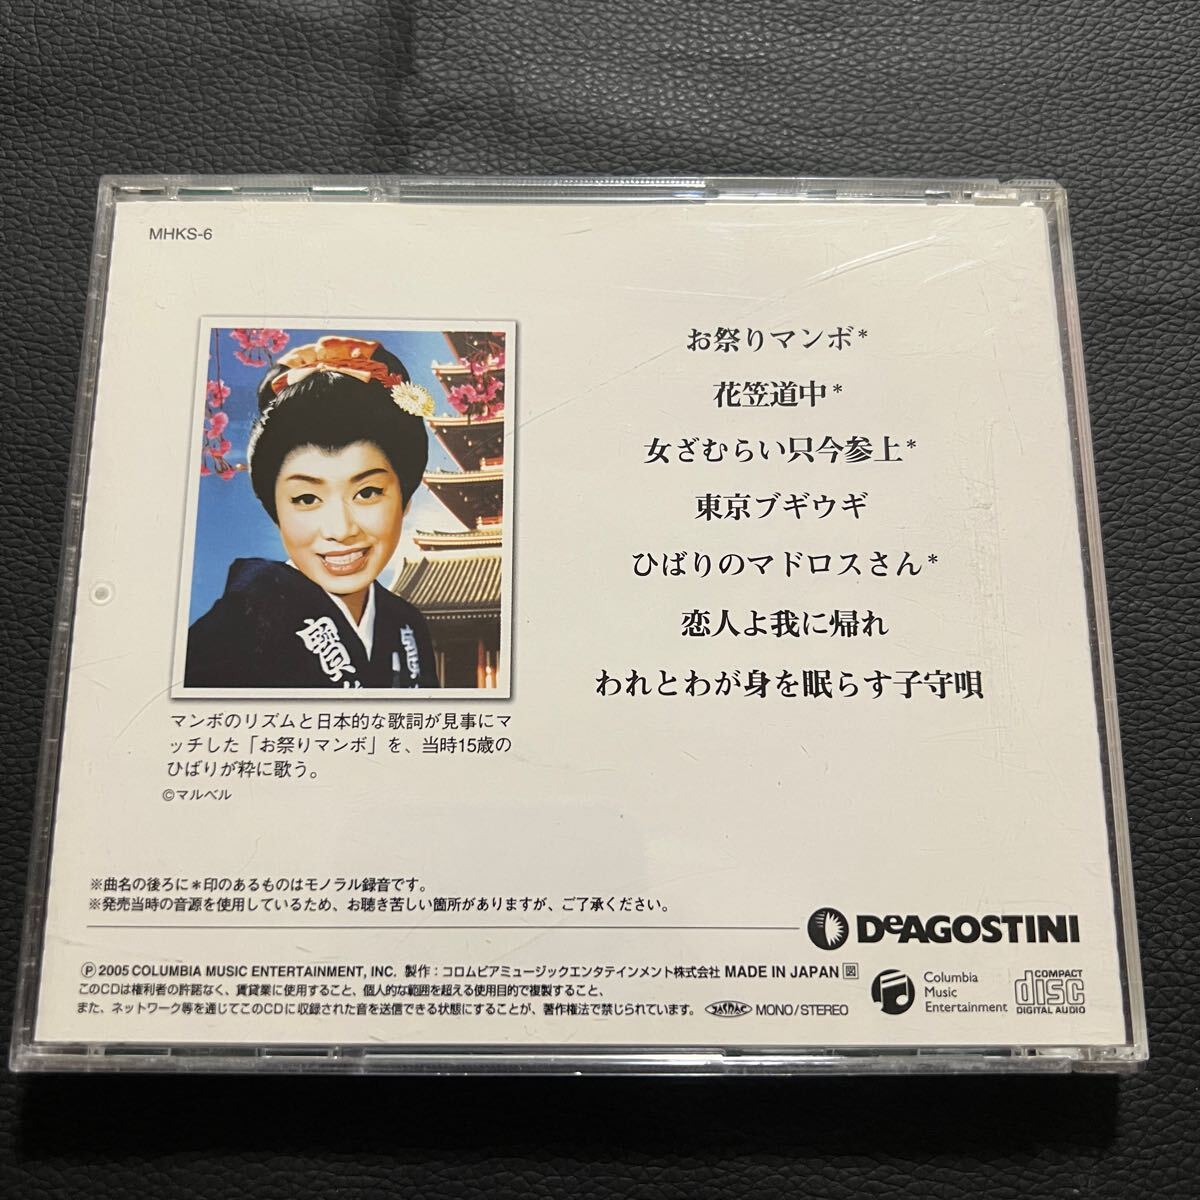 MHKS-6
お祭りマンボ*
花笠道中*
女ざむらい只今参上*
東京ブギウギ
ひばりのマドロスさん*
恋人よ我に帰れ
われとわが身を眠らす子守唄
寶
マンボのリズムと日本的な歌詞が見事にマ
ッチした「お祭りマンボ」を、当時15歳の
ひばりが粋に歌う。
©マルベル
※曲名の後ろに＊印のあるものはモノラル録音です。
※発売当時の音源を使用しているため、お聴き苦しい箇所がありますが、ご了承ください。
DeAGOSTINI
Ⓟ 2005 COLUMBIA MUSIC ENTERTAINMENT, INC. 製作：コロムビアミュージックエンタテインメント株式会社 MADE IN JAPAN 図
このCDは権利者の許諾なく、賃貸業に使用すること、個人的な範囲を超える使用目的で複製すること、
また、ネットワーク等を通じてこのCDに収録された音を送信できる状態にすることが、著作権法で禁じられています。 JASRAC MONO/STEREO
Columbia
Music
Entertainment
COMPACT
disc
DIGITAL AUDIO